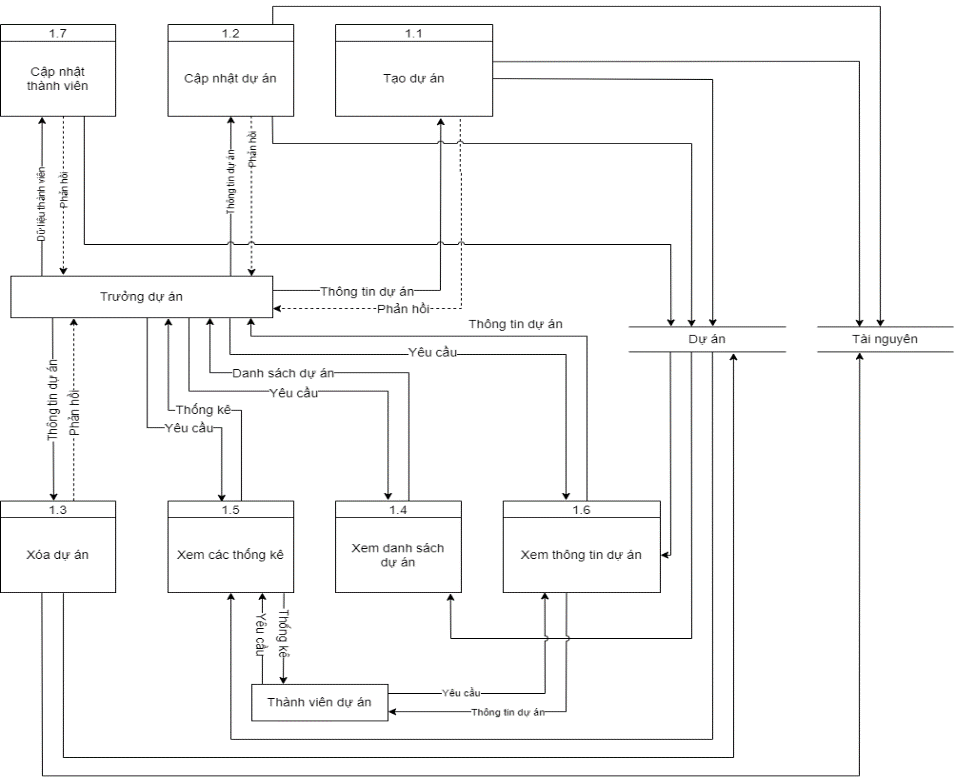 1.7
Cập nhật
thành viên
1.2
Cập nhật dự án
1.1
Tạo dự án
Dữ liệu thành viên
Phản hồi
Thông tin dự án
Phản hồi
Trưởng dự án
Thông tin dự án
Phản hồi
Thông tin dự án
Dự án
Tài nguyên
Yêu cầu
Danh sách dự án
Yêu cầu
Thống kê
Yêu cầu
Thông tin dự án
Phản hồi
1.3
Xóa dự án
1.5
Xem các thống kê
1.4
Xem danh sách
dự án
1.6
Xem thông tin dự án
Yêu cầu
Thống kê
Thành viên dự án
Yêu cầu
Thông tin dự án